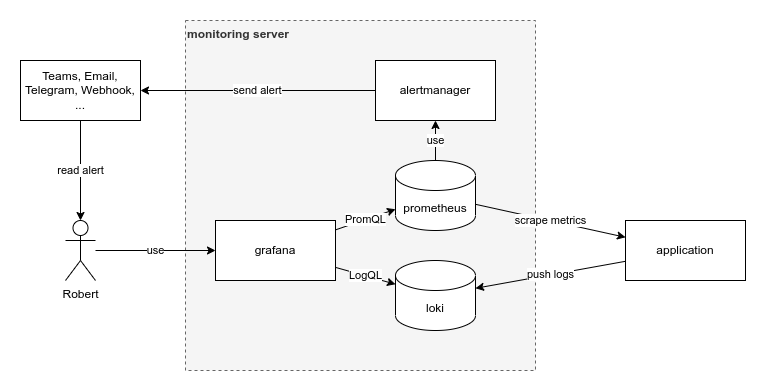 monitoring server
Teams, Email,
Telegram, Webhook,
...
send alert
alertmanager
read alert
use
PromQL
prometheus
scrape metrics
Robert
use
grafana
LogQL
loki
push logs
application